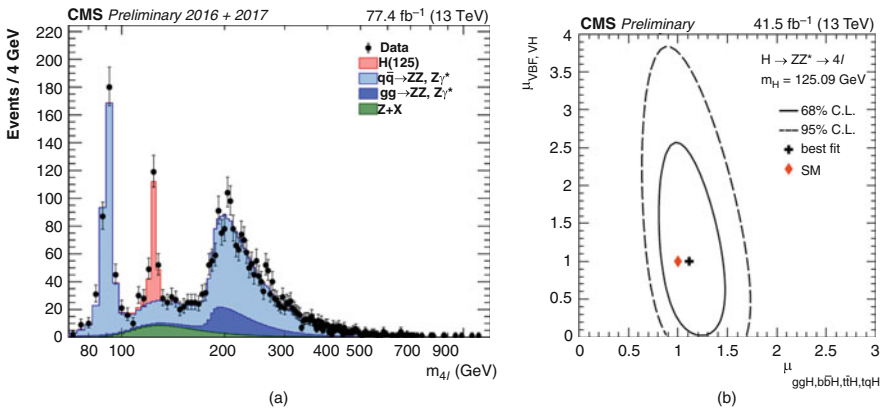 CMS Preliminary 2016 + 2017
77.4 fb⁻¹ (13 TeV)
Events / 4 GeV
220
200
180
160
140
120
100
80
60
40
20
0
Data
H(125)
qq̄→ZZ, Zγ*
gg→ZZ, Zγ*
Z+X
80
100
200
300
400
500
700
900
m4l (GeV)
(a)
CMS Preliminary
41.5 fb⁻¹ (13 TeV)
μVBF, VH
4
3.5
3
2.5
2
1.5
1
0.5
0
H → ZZ* → 4l
mH = 125.09 GeV
68% C.L.
95% C.L.
best fit
SM
0
0.5
1
1.5
2
2.5
3
μ
ggH,bb̄H,tt̄H,tqH
(b)